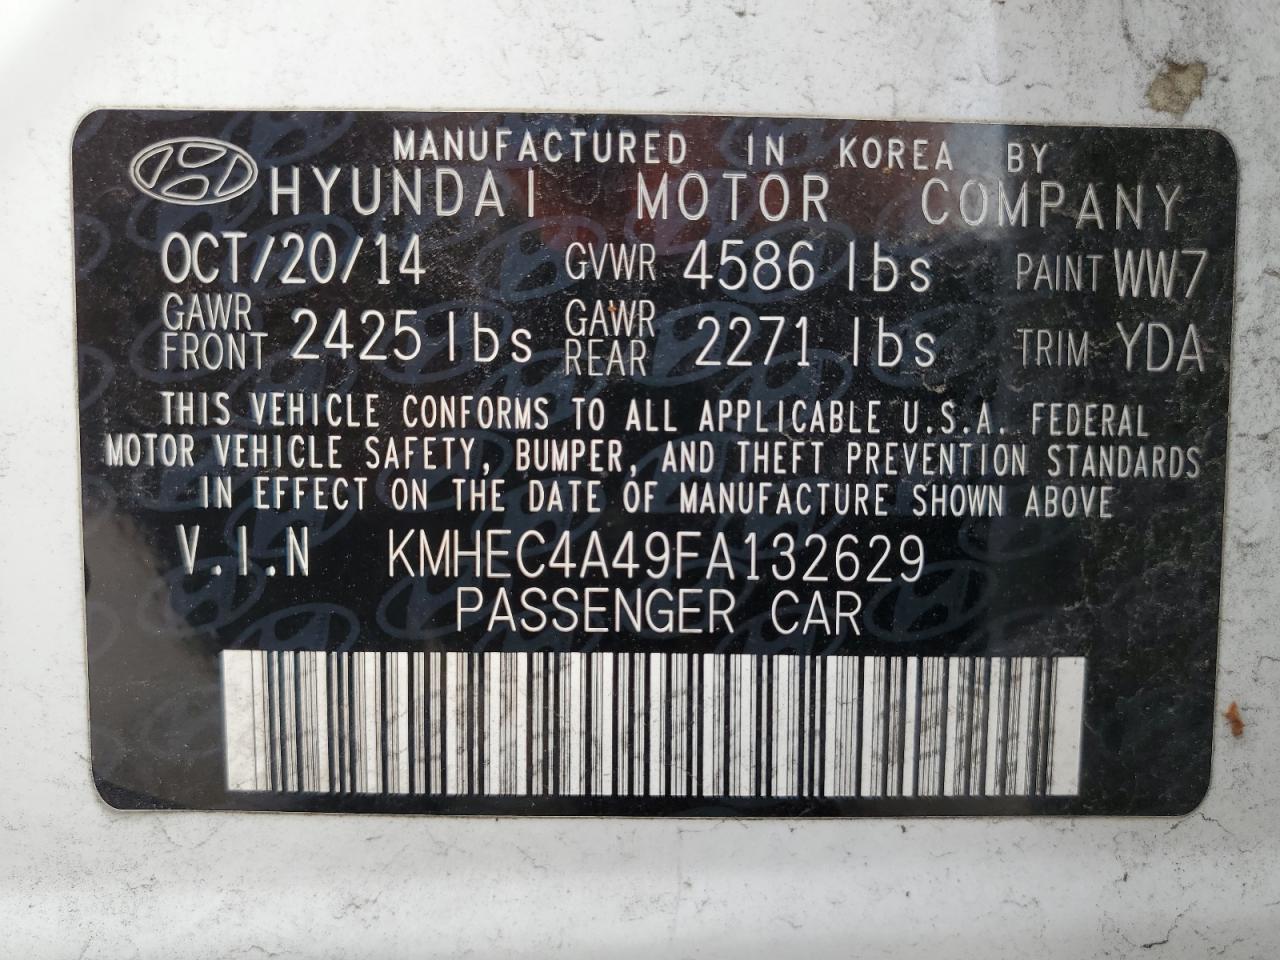 MANUFACTURED IN KOREA BY
HYUNDAI MOTOR COMPANY
OCT/20/14 GVWR 4586 lbs PAINT WW7
GAWR FRONT 2425 lbs GAWR REAR 2271 lbs TRIM YDA
THIS VEHICLE CONFORMS TO ALL APPLICABLE U.S.A. FEDERAL
MOTOR VEHICLE SAFETY, BUMPER, AND THEFT PREVENTION STANDARDS
IN EFFECT ON THE DATE OF MANUFACTURE SHOWN ABOVE
V.I.N KMHEC4A49FA132629
PASSENGER CAR